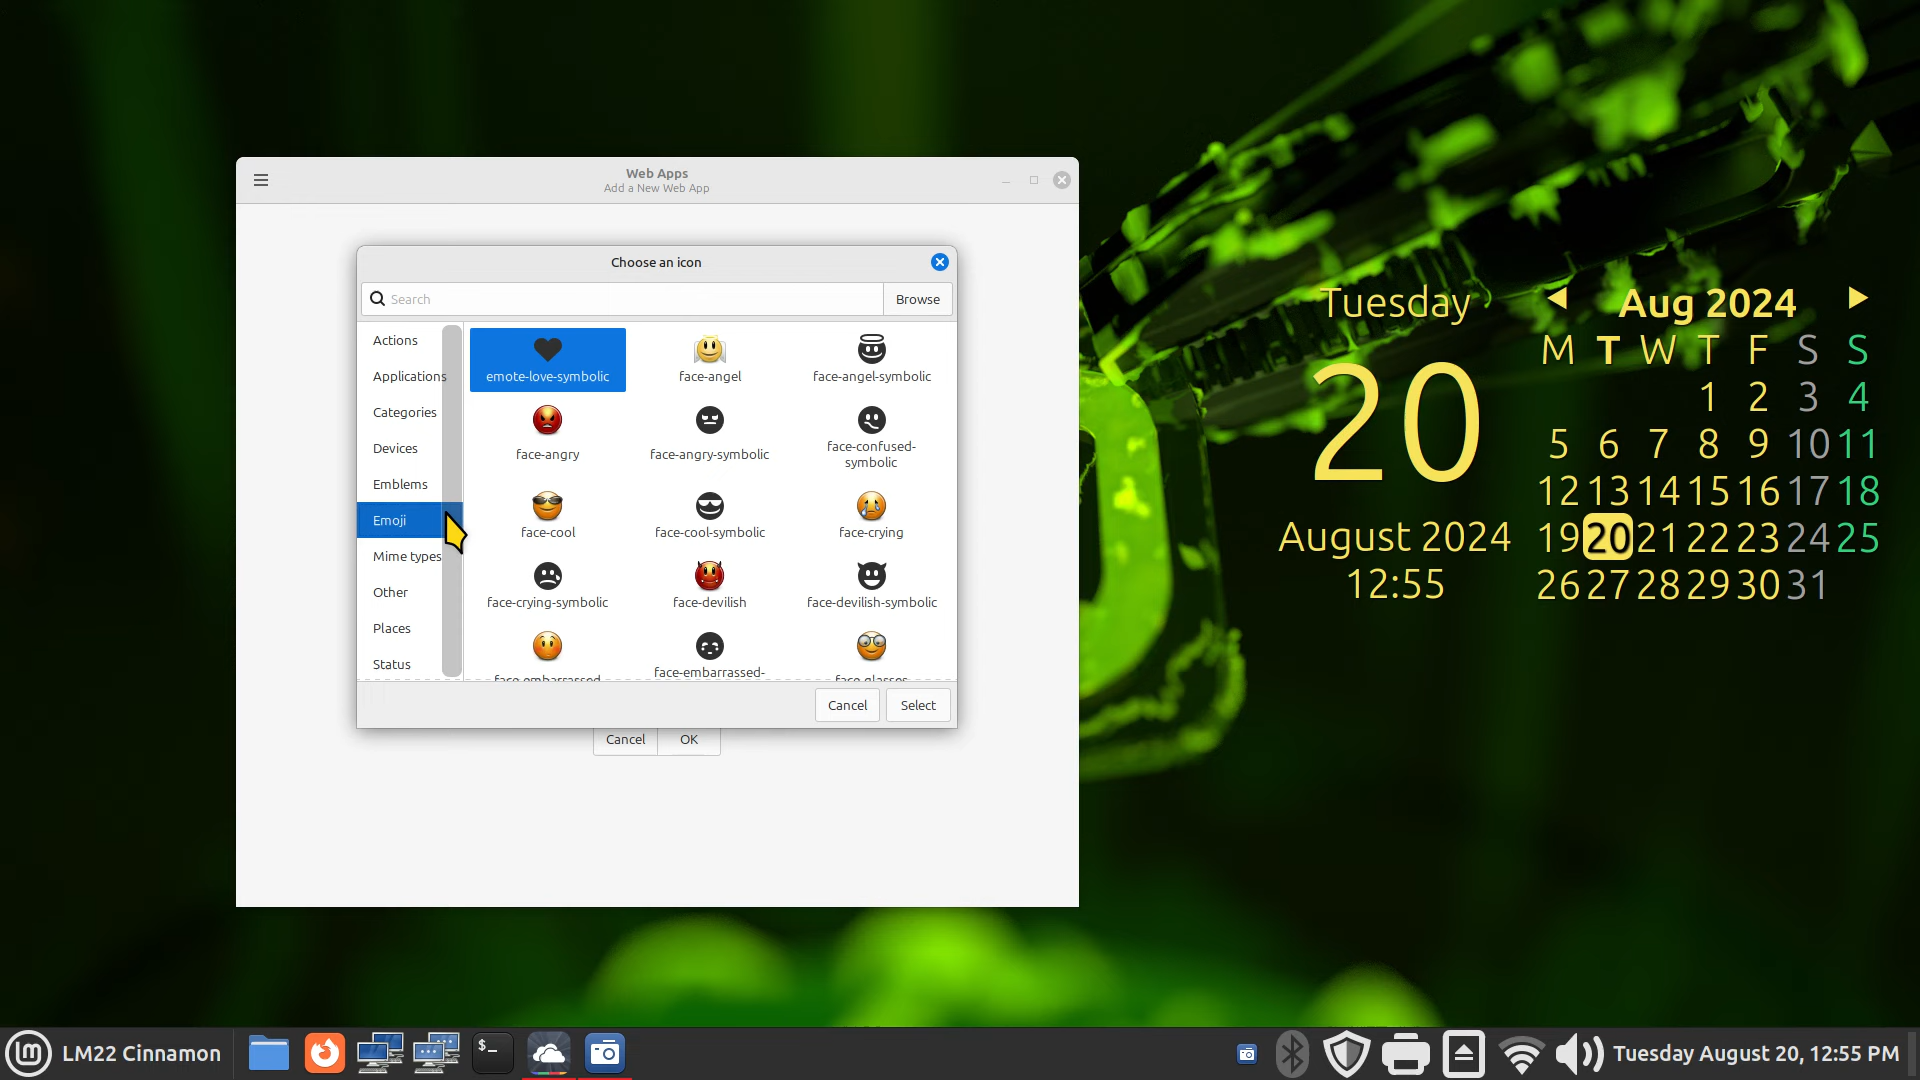 Web Apps
Add a New Web App
Choose an icon
Search
Browse
Actions
Applications
Categories
Devices
Emblems
Emoji
Mime types
Other
Places
Status
emote-love-symbolic
face-angel
face-angel-symbolic
face-angry
face-angry-symbolic
face-confused-
symbolic
face-cool
face-cool-symbolic
face-crying
face-crying-symbolic
face-devilish
face-devilish-symbolic
face-embarrassed
face-embarrassed-
face-glasses
Cancel
Select
Cancel
OK
Tuesday
20
August 2024
12:55
Aug 2024
M T W T F S S
1 2 3 4
5 6 7 8 9 10 11
12 13 14 15 16 17 18
19 20 21 22 23 24 25
26 27 28 29 30 31
LM22 Cinnamon
$_
Tuesday August 20, 12:55 PM